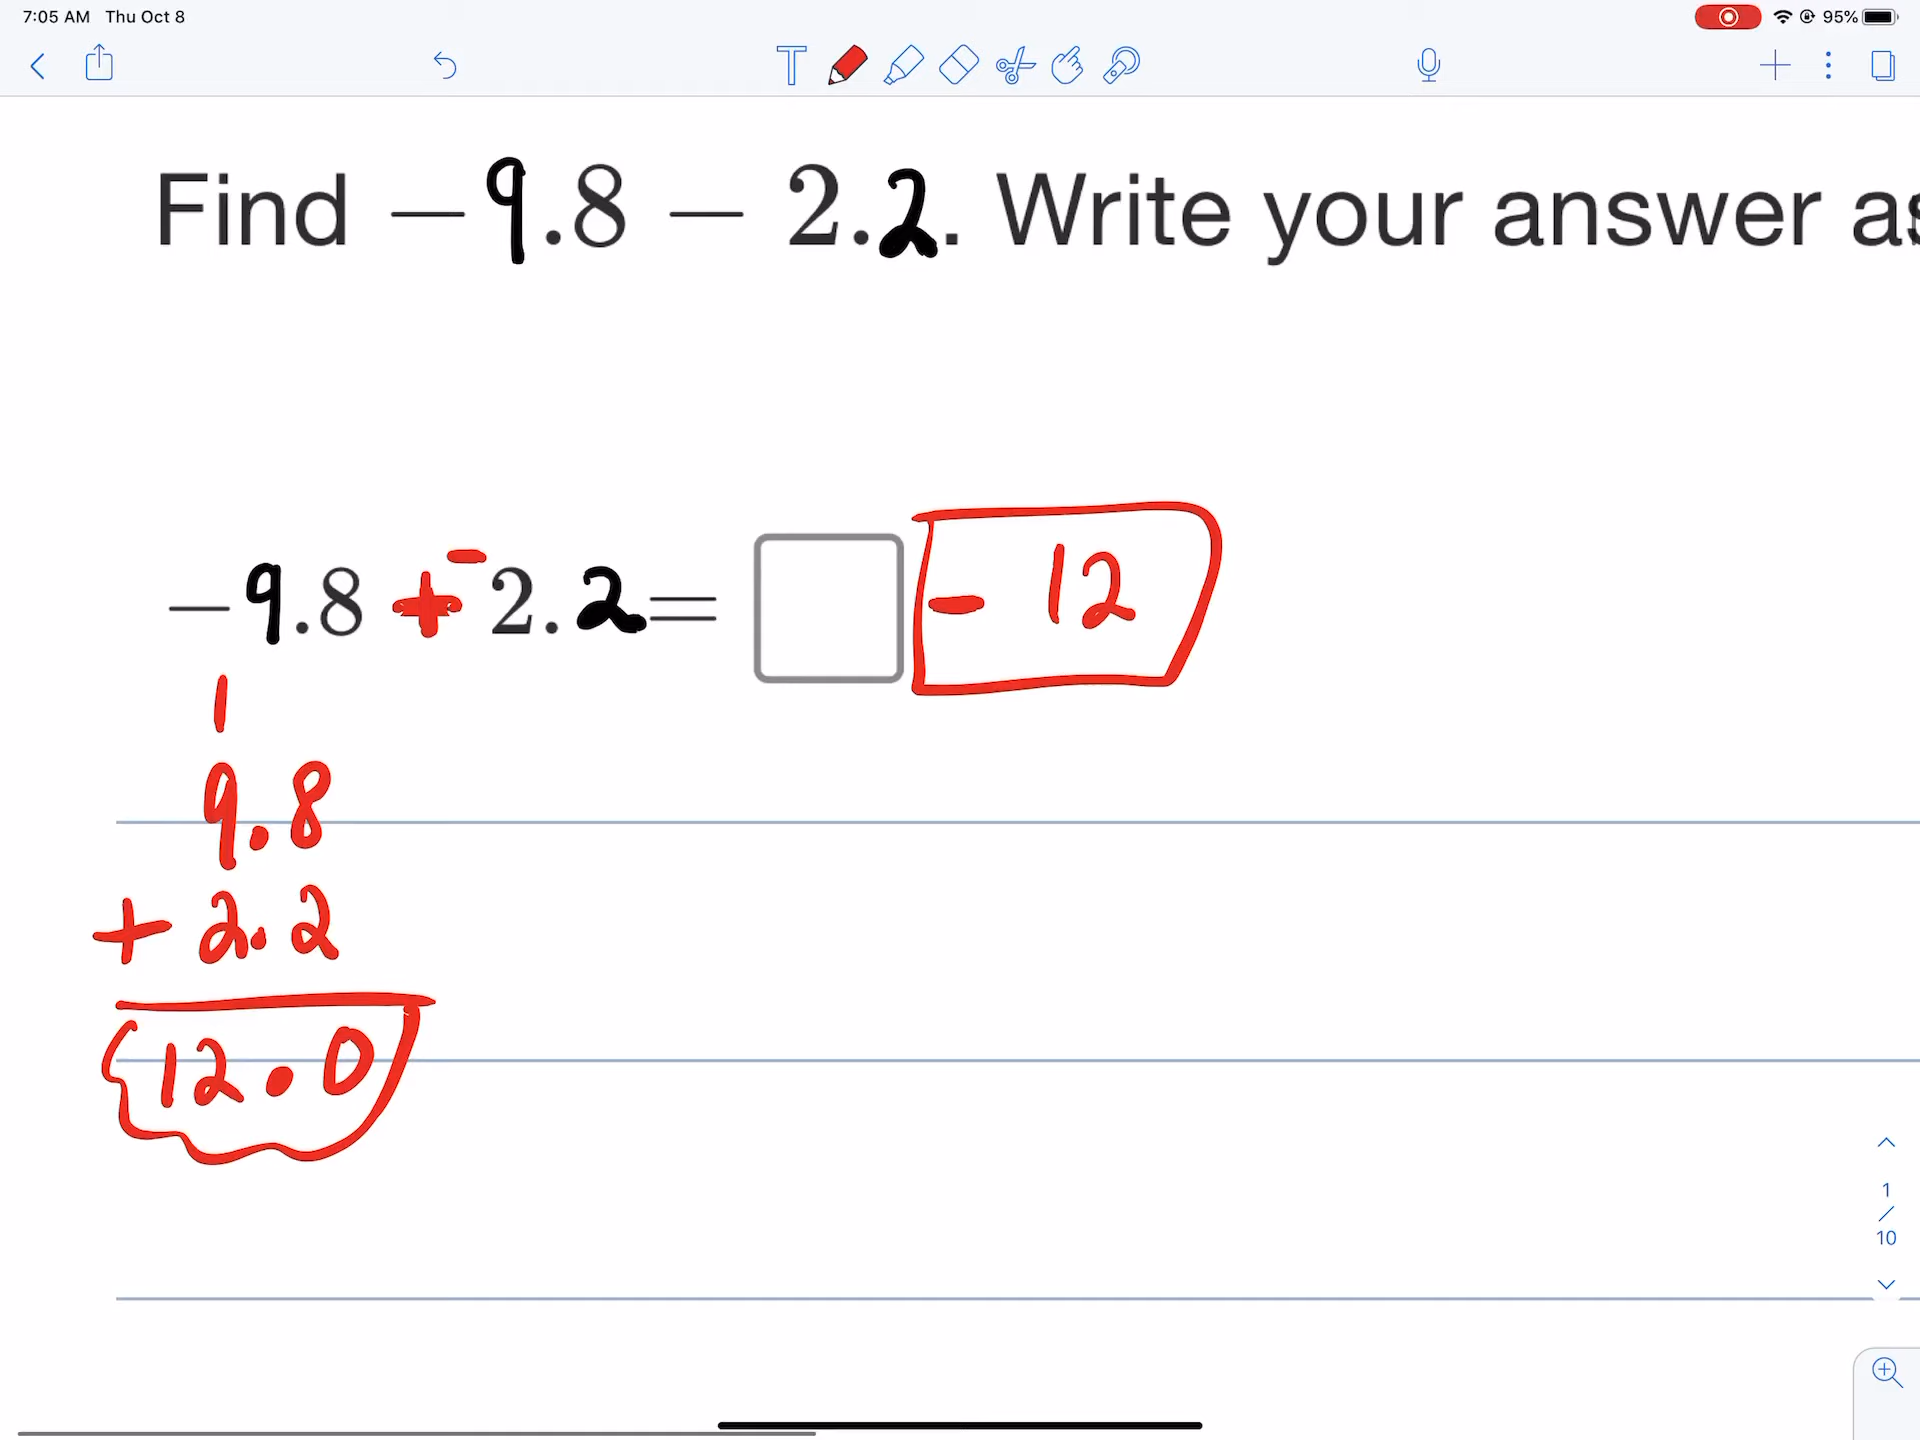 7:05 AM Thu Oct 8 95%
T
Find −9.8 − 2.2. Write your answer as
−9.8 + -2.2= - 12
1
9.8
+ 2.2
12.0
1
/
10